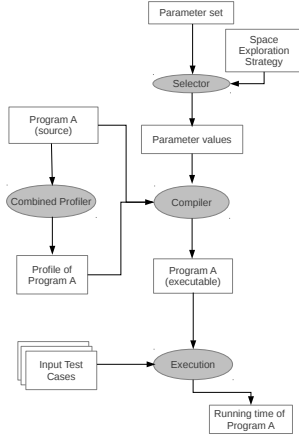 Parameter set
Space
Exploration
Strategy
Selector
Program A
(source)
Parameter values
Combined Profiler
Compiler
Profile of
Program A
Program A
(executable)
Input Test
Cases
Execution
Running time of
Program A